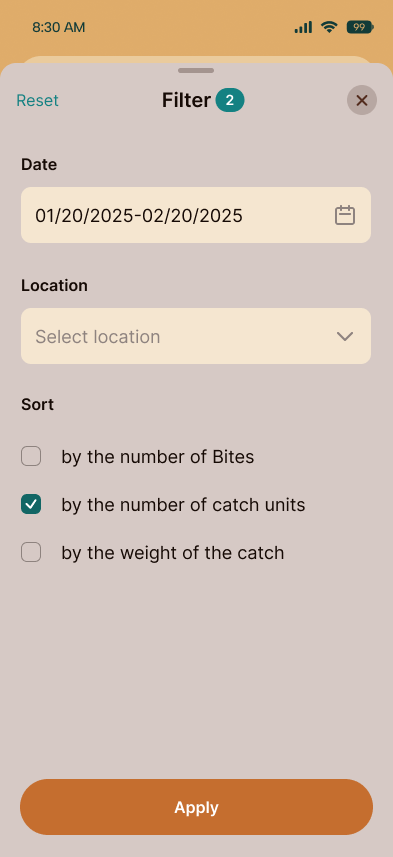 8:30 AM
99
Reset
Filter 2
Date
01/20/2025-02/20/2025
Location
Select location
Sort
by the number of Bites
by the number of catch units
by the weight of the catch
Apply